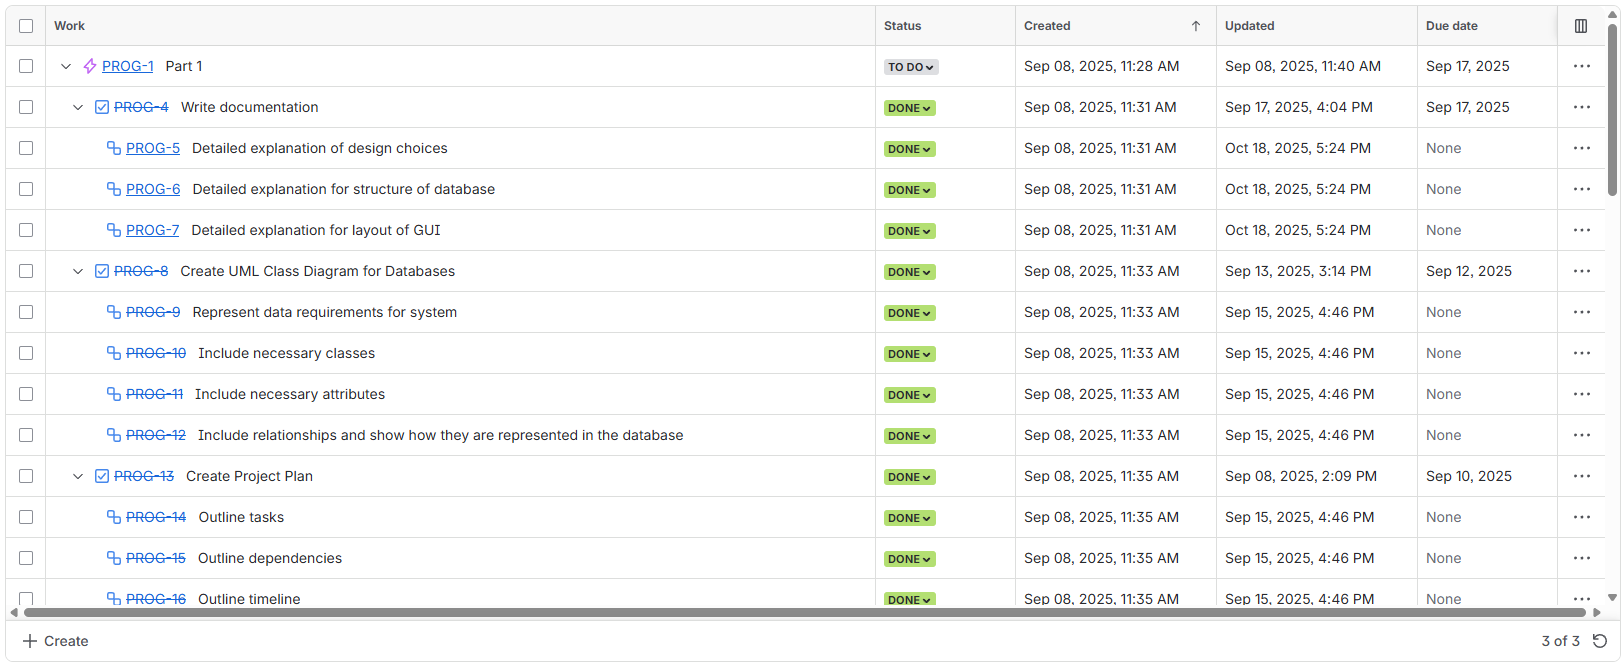 Work Status Created Updated Due date
PROG-1 Part 1 TO DO Sep 08, 2025, 11:28 AM Sep 08, 2025, 11:40 AM Sep 17, 2025
PROG-4 Write documentation DONE Sep 08, 2025, 11:31 AM Sep 17, 2025, 4:04 PM Sep 17, 2025
PROG-5 Detailed explanation of design choices DONE Sep 08, 2025, 11:31 AM Oct 18, 2025, 5:24 PM None
PROG-6 Detailed explanation for structure of database DONE Sep 08, 2025, 11:31 AM Oct 18, 2025, 5:24 PM None
PROG-7 Detailed explanation for layout of GUI DONE Sep 08, 2025, 11:31 AM Oct 18, 2025, 5:24 PM None
PROG-8 Create UML Class Diagram for Databases DONE Sep 08, 2025, 11:33 AM Sep 13, 2025, 3:14 PM Sep 12, 2025
PROG-9 Represent data requirements for system DONE Sep 08, 2025, 11:33 AM Sep 15, 2025, 4:46 PM None
PROG-10 Include necessary classes DONE Sep 08, 2025, 11:33 AM Sep 15, 2025, 4:46 PM None
PROG-11 Include necessary attributes DONE Sep 08, 2025, 11:33 AM Sep 15, 2025, 4:46 PM None
PROG-12 Include relationships and show how they are represented in the database DONE Sep 08, 2025, 11:33 AM Sep 15, 2025, 4:46 PM None
PROG-13 Create Project Plan DONE Sep 08, 2025, 11:35 AM Sep 08, 2025, 2:09 PM Sep 10, 2025
PROG-14 Outline tasks DONE Sep 08, 2025, 11:35 AM Sep 15, 2025, 4:46 PM None
PROG-15 Outline dependencies DONE Sep 08, 2025, 11:35 AM Sep 15, 2025, 4:46 PM None
PROG-16 Outline timeline DONE Sep 08, 2025, 11:35 AM Sep 15, 2025, 4:46 PM None
Create 3 of 3